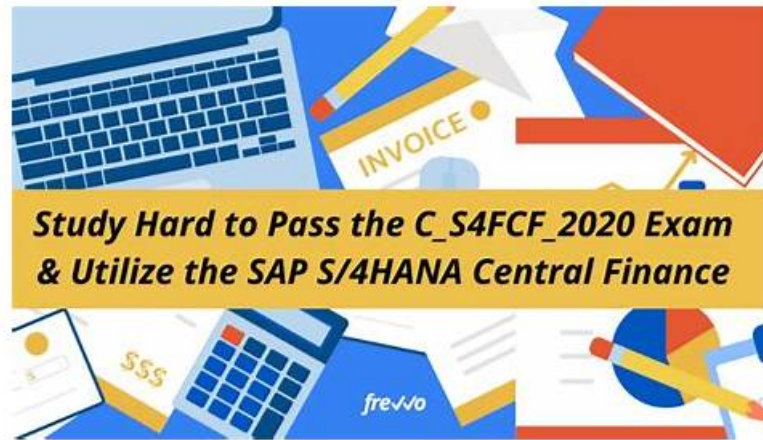 INVOICE
Study Hard to Pass the C_S4FCF_2020 Exam
& Utilize the SAP S/4HANA Central Finance
$$$
frevvo